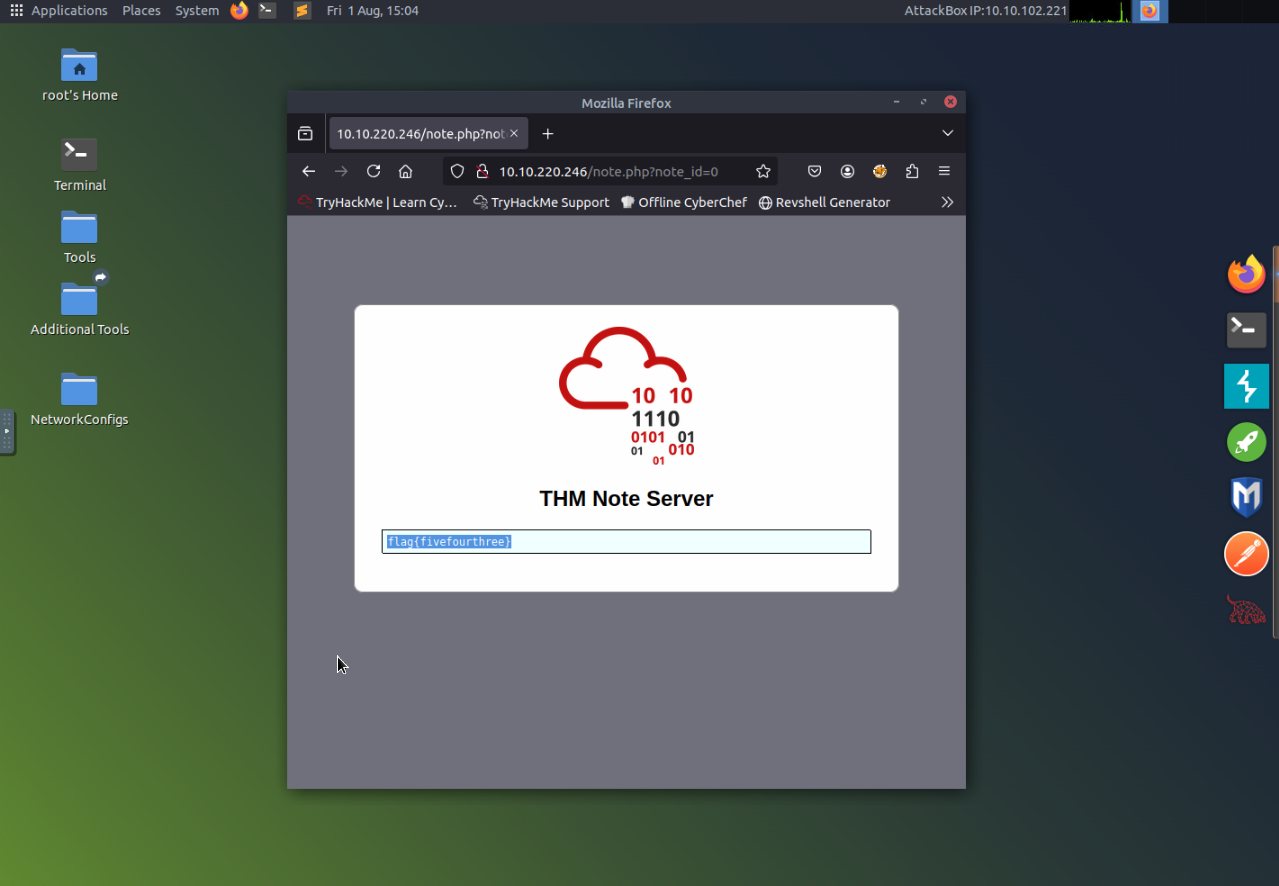 Applications Places System Fri 1 Aug, 15:04 AttackBox IP:10.10.102.221
root's Home
Terminal
Tools
Additional Tools
NetworkConfigs
Mozilla Firefox
10.10.220.246/note.php?not
10.10.220.246/note.php?note_id=0
TryHackMe | Learn Cy... TryHackMe Support Offline CyberChef Revshell Generator
10 10
1110
0101 01
01 010
01
THM Note Server
flag{fivefourthree}